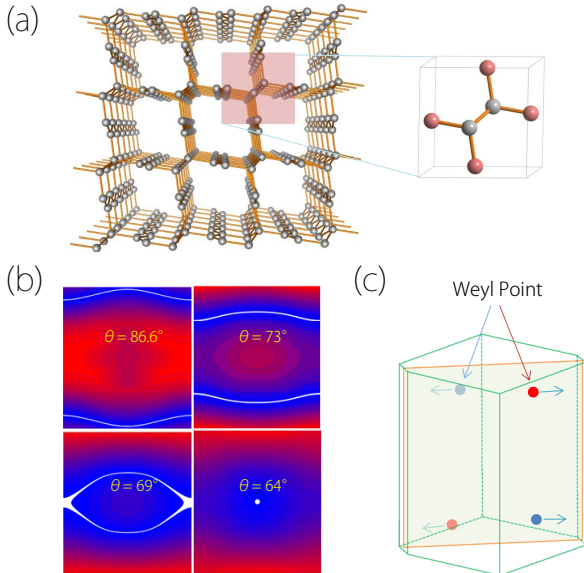 (a)
(b)
θ = 86.6°
θ = 73°
θ = 69°
θ = 64°
(c)
Weyl Point